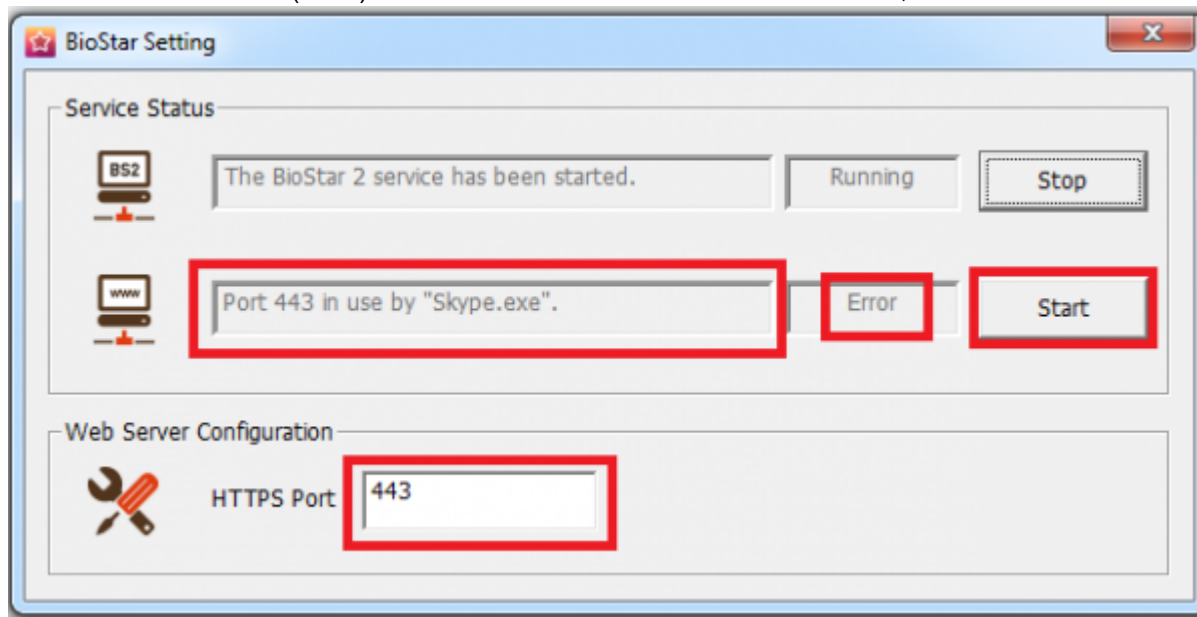 BioStar Setting
Service Status
BS2
The BioStar 2 service has been started.
Running
Stop
www
Port 443 in use by "Skype.exe".
Error
Start
Web Server Configuration
HTTPS Port
443